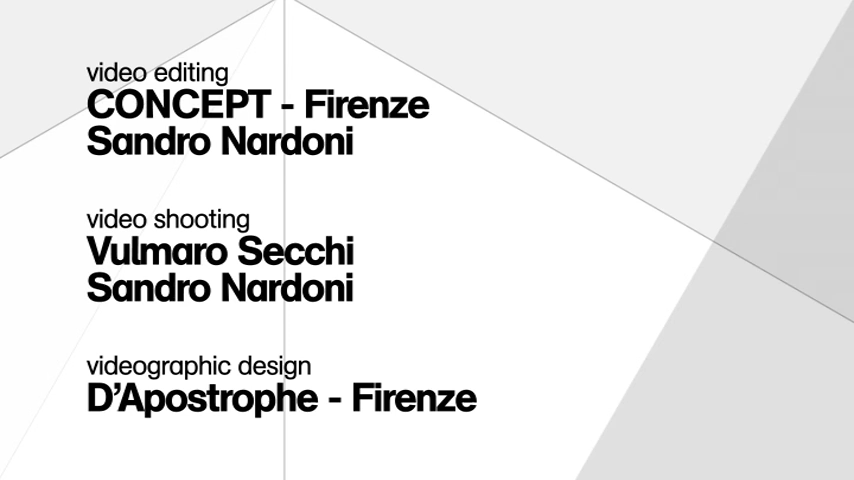 video editing
CONCEPT - Firenze
Sandro Nardoni
video shooting
Vulmaro Secchi
Sandro Nardoni
videographic design
D’Apostrophe - Firenze